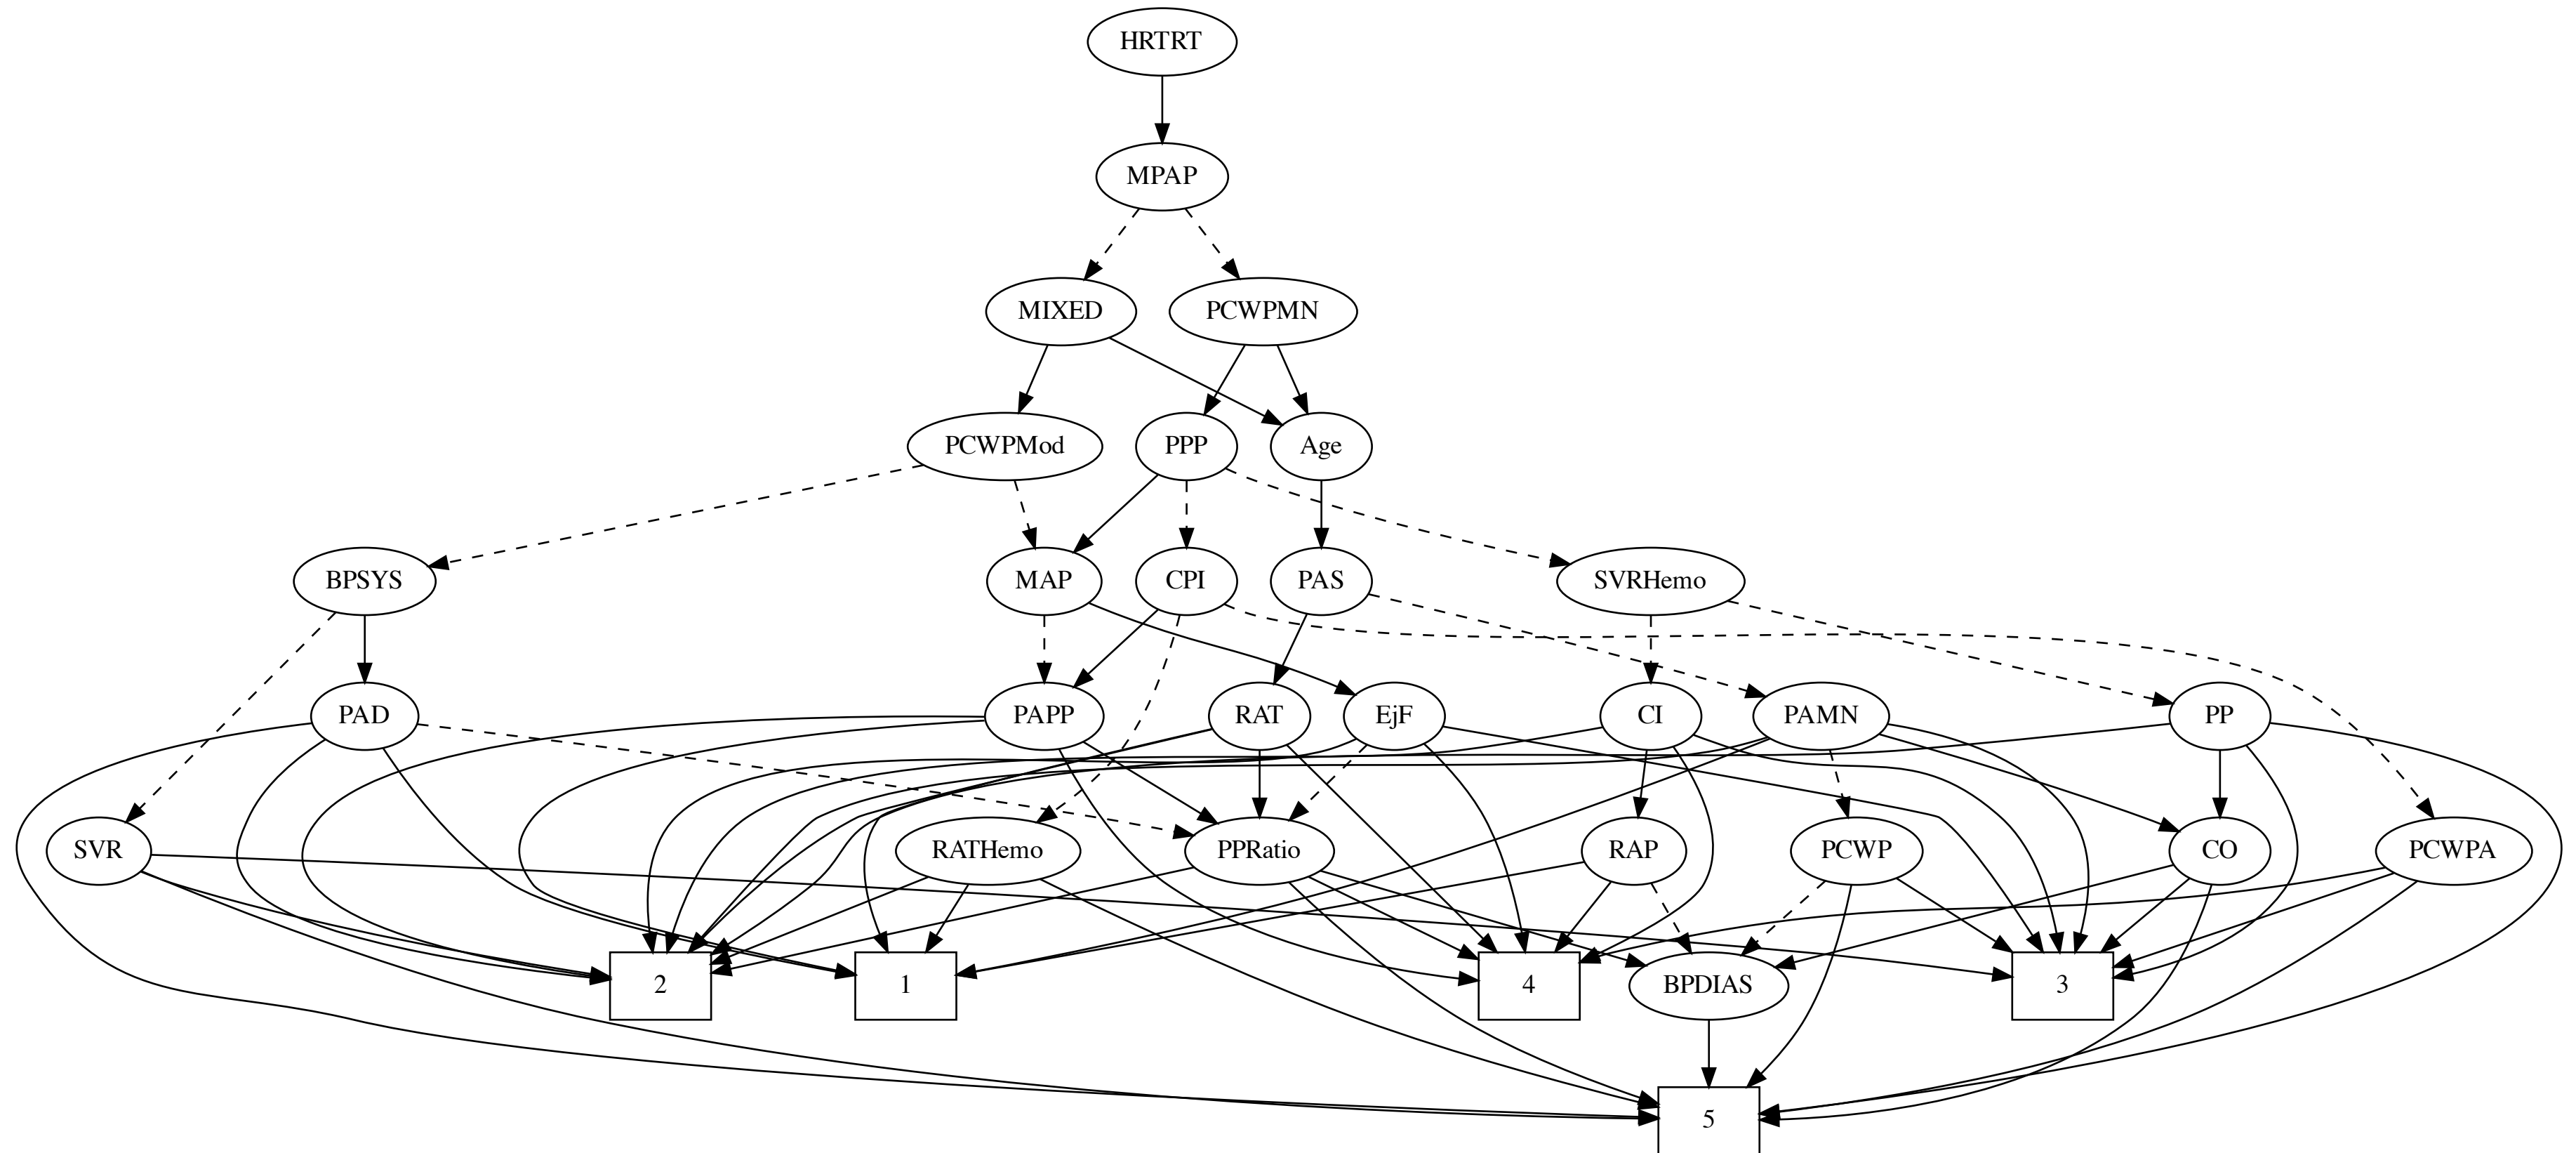 HRTRT
MPAP
MIXED
PCWPMN
PCWPMod
PPP
Age
BPSYS
MAP
CPI
PAS
SVRHemo
PAD
PAPP
RAT
EjF
CI
PAMN
PP
SVR
RATHemo
PPRatio
RAP
PCWP
CO
PCWPA
2
1
4
BPDIAS
3
5